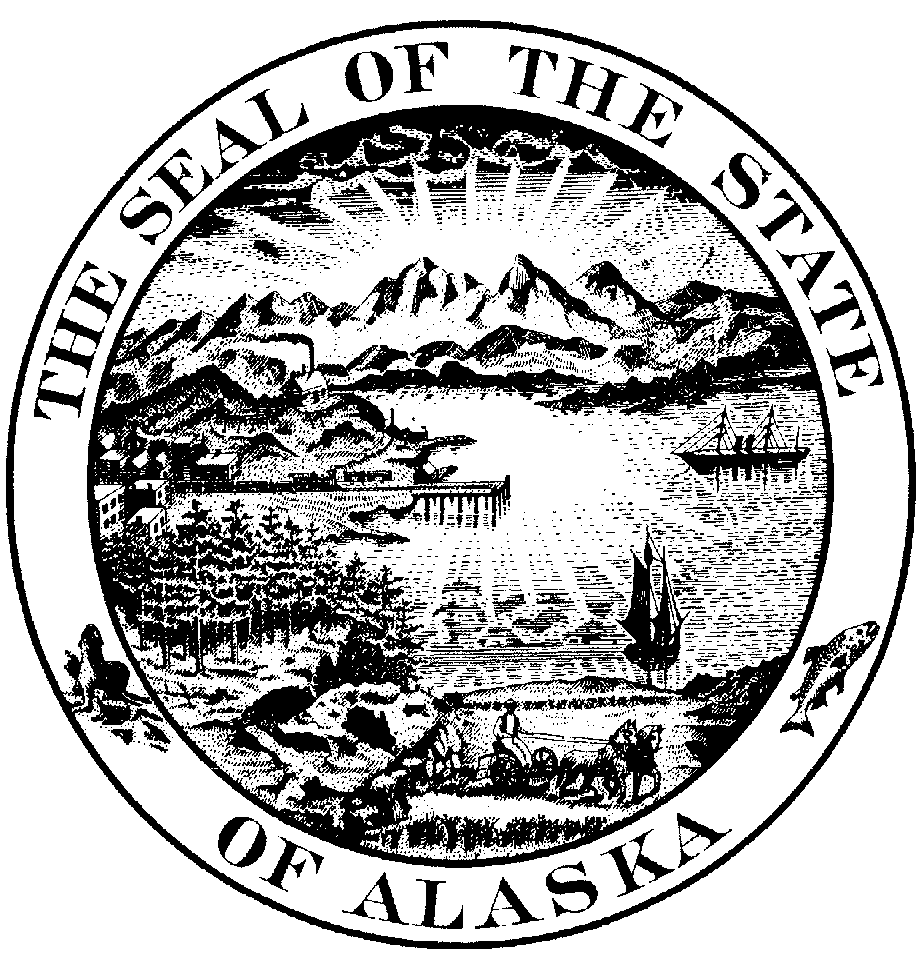 THE SEAL OF THE STATE
OF ALASKA